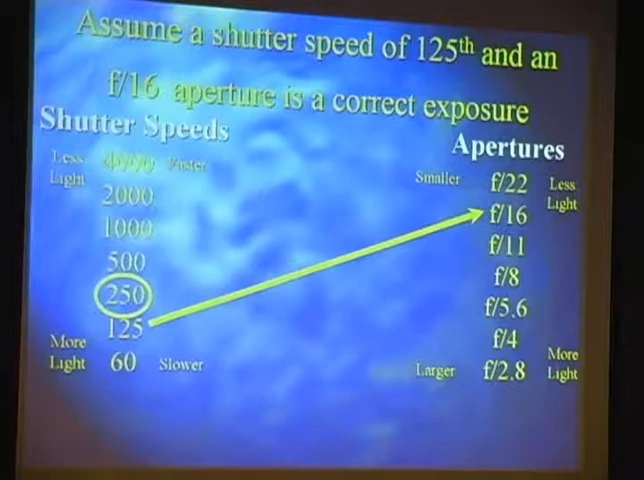 Assume a shutter speed of 125th and an
f/16 aperture is a correct exposure
Shutter Speeds
Apertures
Less Light
4000
Faster
2000
1000
500
250
125
More Light
60
Slower
Smaller
f/22
Less Light
f/16
f/11
f/8
f/5.6
f/4
Larger
f/2.8
More Light